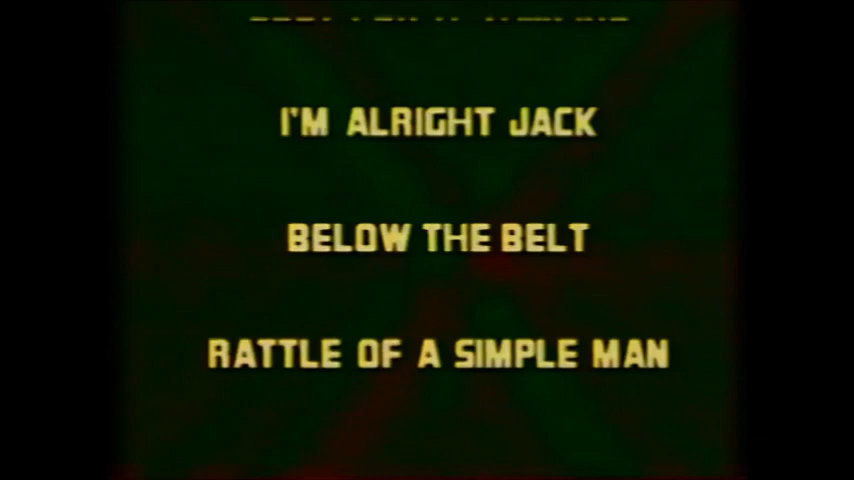 I'M ALRIGHT JACK
BELOW THE BELT
RATTLE OF A SIMPLE MAN